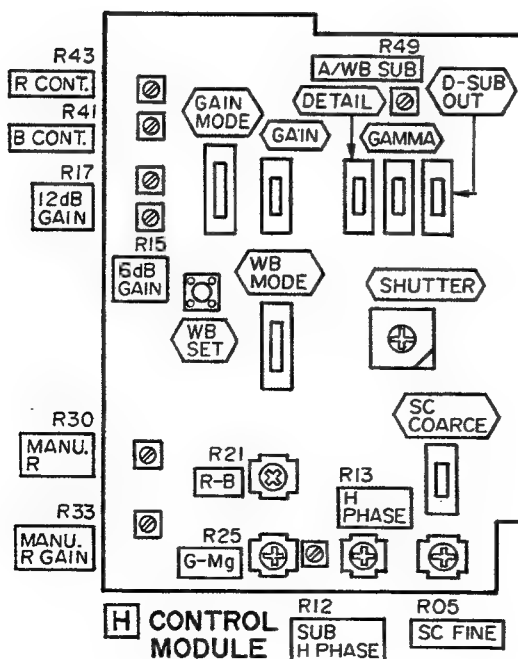 R43
R CONT.
R41
B CONT.
R17
12dB
GAIN
R15
6dB
GAIN
R49
A/WB SUB
D-SUB
OUT
DETAIL
GAIN
MODE
GAIN
GAMMA
WB
MODE
WB
SET
SHUTTER
SC
COARCE
R30
MANU.
R
R33
MANU.
R GAIN
R21
R-B
R25
G-Mg
R13
H
PHASE
H CONTROL
MODULE
R12
SUB
H PHASE
R05
SC FINE